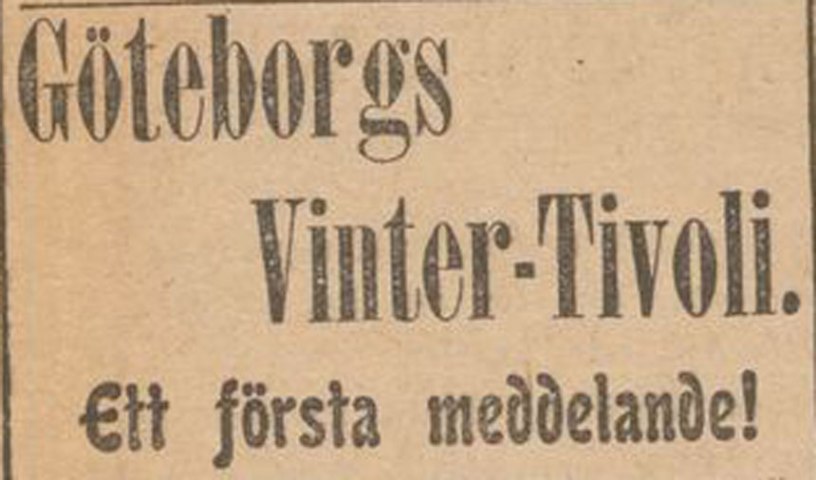 Göteborgs
Vinter-Tivoli.
Ett första meddelande!